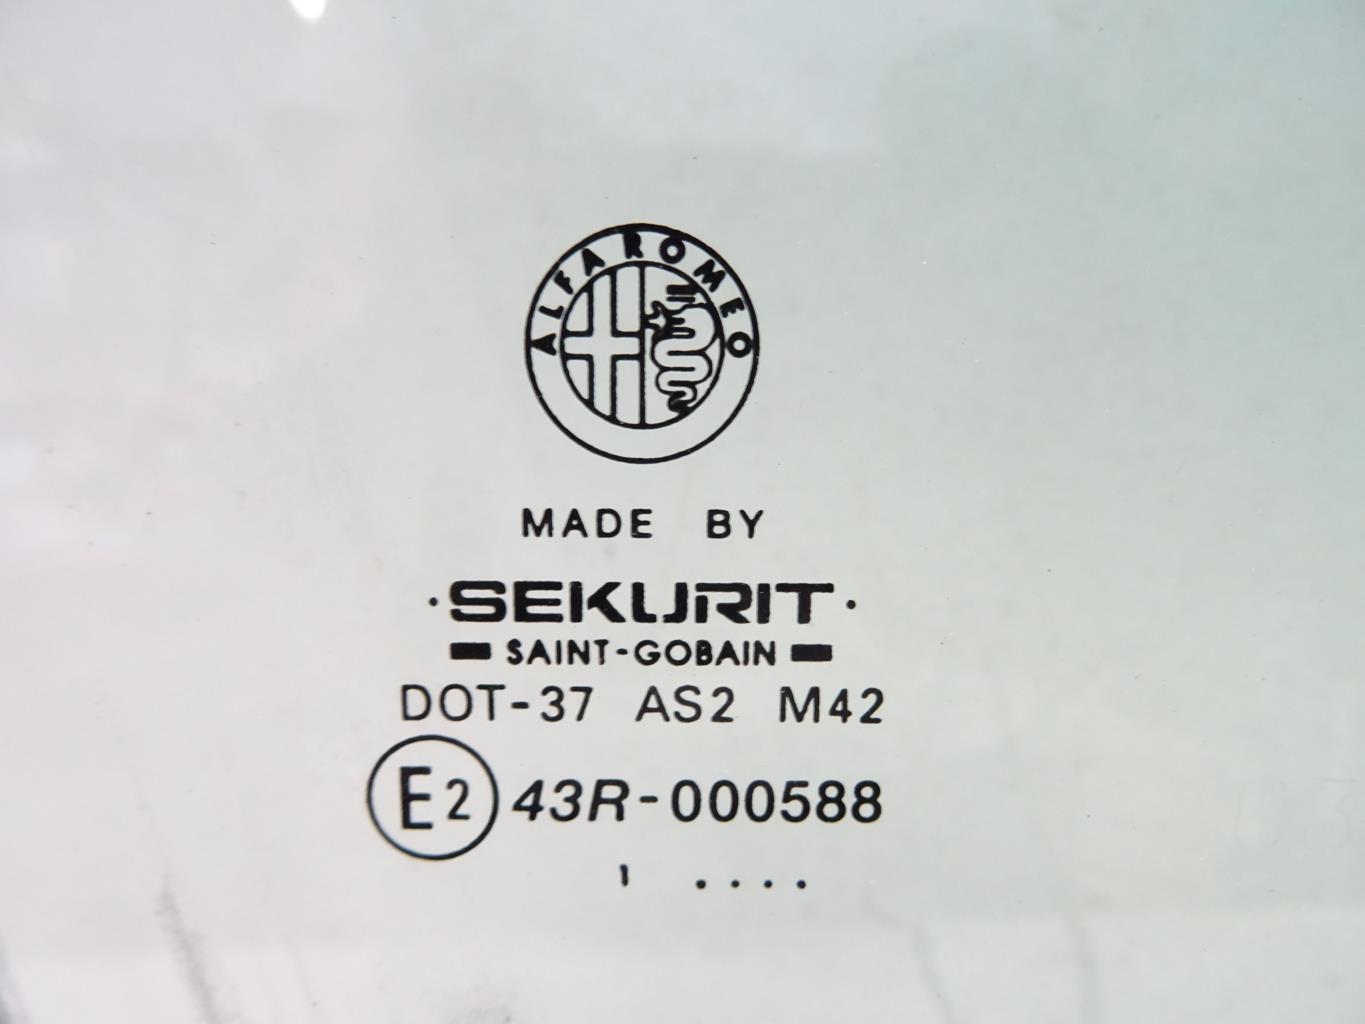 ALFA ROMEO
MADE BY
·SEKURIT·
SAINT-GOBAIN
DOT-37 AS2 M42
E2 43R-000588
1 ....